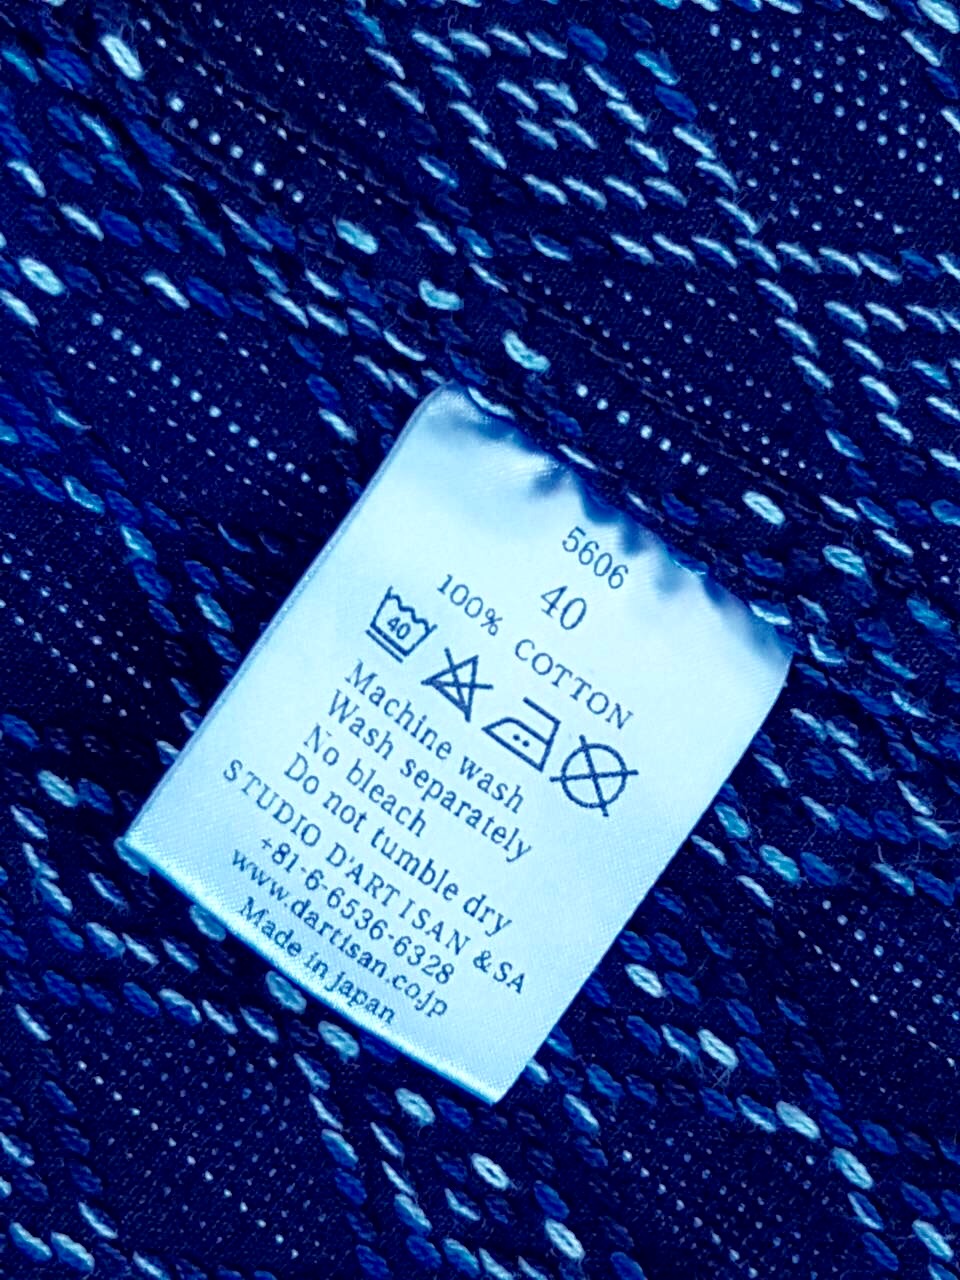 5606
40
100% COTTON
40
Machine wash
Wash separately
No bleach
Do not tumble dry
STUDIO D'ARTISAN & SA
+81-6-6536-6328
www.dartisan.co.jp
Made in japan